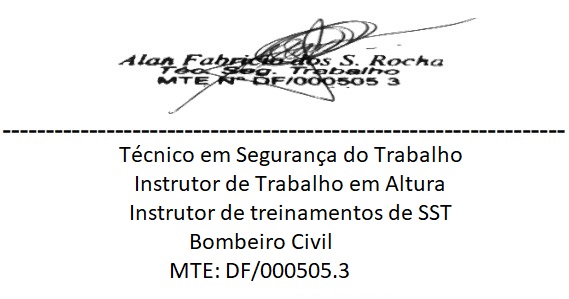 Alan Fabricio dos S. Rocha
Téc. Seg. Trabalho
MTE Nº DF/000505 3
Técnico em Segurança do Trabalho
Instrutor de Trabalho em Altura
Instrutor de treinamentos de SST
Bombeiro Civil
MTE: DF/000505.3